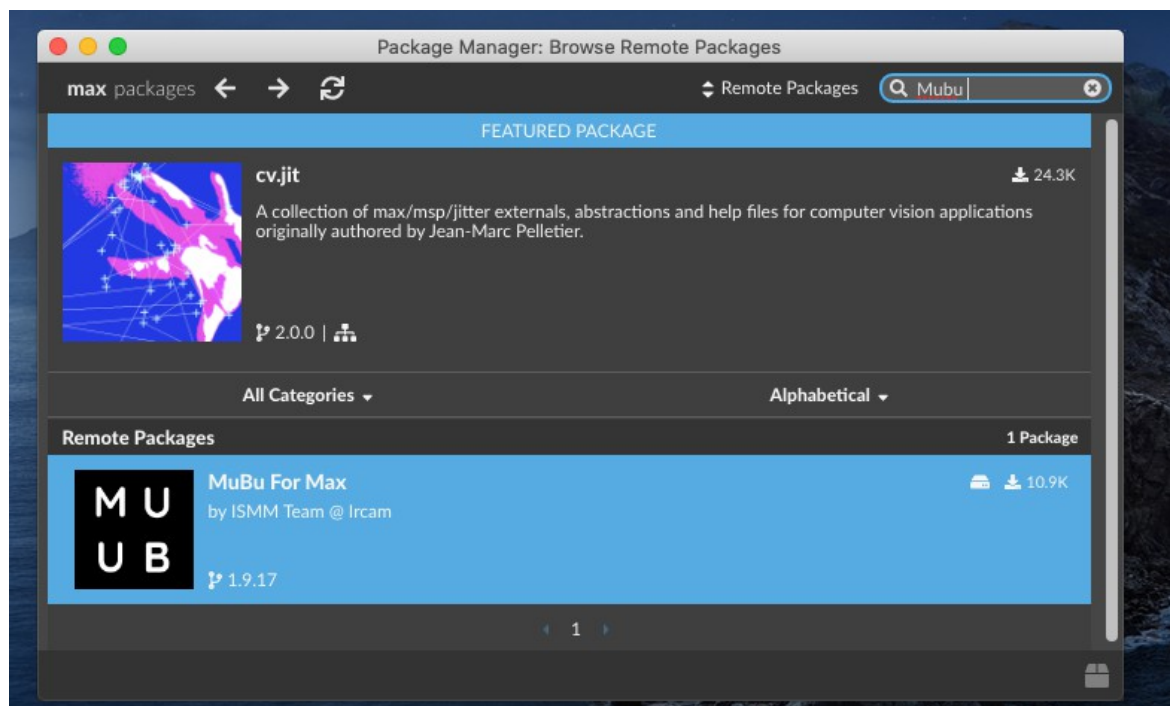 Package Manager: Browse Remote Packages
max packages
Remote Packages
Mubu
FEATURED PACKAGE
cv.jit
24.3K
A collection of max/msp/jitter externals, abstractions and help files for computer vision applications
originally authored by Jean-Marc Pelletier.
2.0.0 |
All Categories
Alphabetical
Remote Packages
1 Package
M U
U B
MuBu For Max
10.9K
by ISMM Team @ Ircam
1.9.17
1